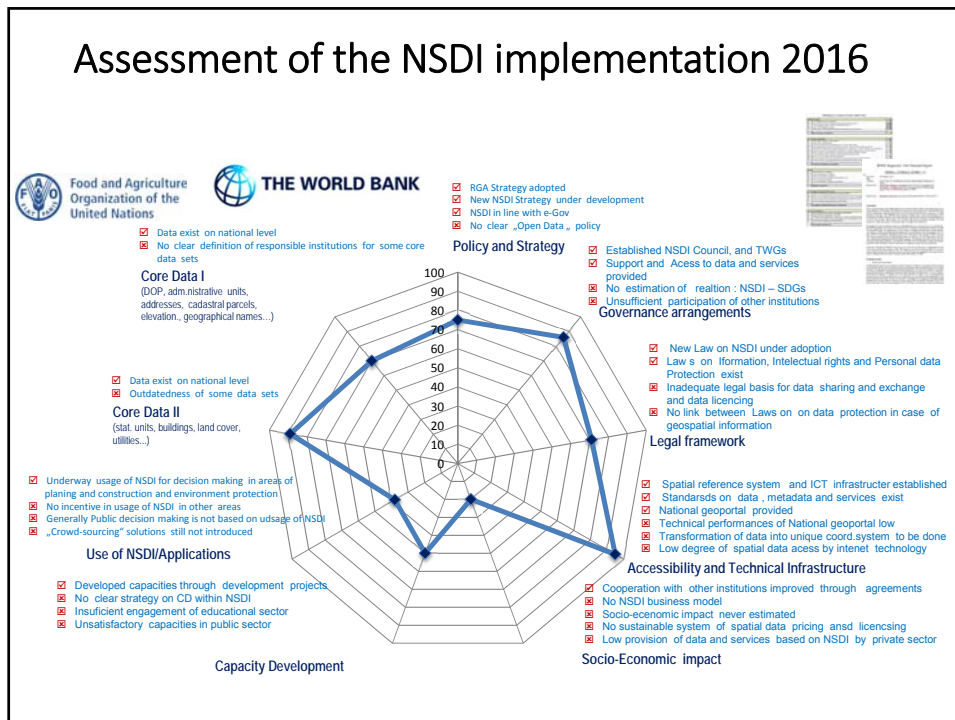 Assessment of the NSDI implementation 2016
Food and Agriculture
Organization of the
United Nations
THE WORLD BANK
☑ RGA Strategy adopted
☑ New NSDI Strategy under development
☑ NSDI in line with e-Gov
☑ No clear „Open Data „ policy
Policy and Strategy
☑ Data exist on national level
☒ No clear definition of responsible institutions for some core
data sets
Core Data I
(DOP, adm.nistrative units,
addresses, cadastral parcels,
elevation., geographical names...)
☑ Established NSDI Council, and TWGs
☑ Support and Acess to data and services
provided
☒ No estimation of realtion : NSDI – SDGs
☒ Unsufficient participation of other institutions
Governance arrangements
100
90
80
70
60
50
40
30
20
10
0
☑ New Law on NSDI under adoption
☑ Law s on Iformation, Intelectual rights and Personal data
Protection exist
☒ Inadequate legal basis for data sharing and exchange
and data licencing
☒ No link between Laws on on data protection in case of
geospatial information
Legal framework
☑ Data exist on national level
☒ Outdatedness of some data sets
Core Data II
(stat. units, buildings, land cover,
utilities...)
☑ Underway usage of NSDI for decision making in areas of
planing and construction and environment protection
☒ No incentive in usage of NSDI in other areas
☒ Generally Public decision making is not based on udsage of NSDI
☒ „Crowd-sourcing“ solutions still not introduced
Use of NSDI/Applications
☑ Spatial reference system and ICT infrastructer established
☑ Standarsds on data , metadata and services exist
☑ National geoportal provided
☒ Technical performances of National geoportal low
☒ Transformation of data into unique coord.system to be done
☒ Low degree of spatial data acess by intenet technology
Accessibility and Technical Infrastructure
☑ Developed capacities through development projects
☒ No clear strategy on CD within NSDI
☒ Insuficient engagement of educational sector
☒ Unsatisfactory capacities in public sector
Capacity Development
☑ Cooperation with other institutions improved through agreements
☒ No NSDI business model
☒ Socio-ecenomic impact never estimated
☒ No sustainable system of spatial data pricing ansd licencsing
☒ Low provision of data and services based on NSDI by private sector
Socio-Economic impact